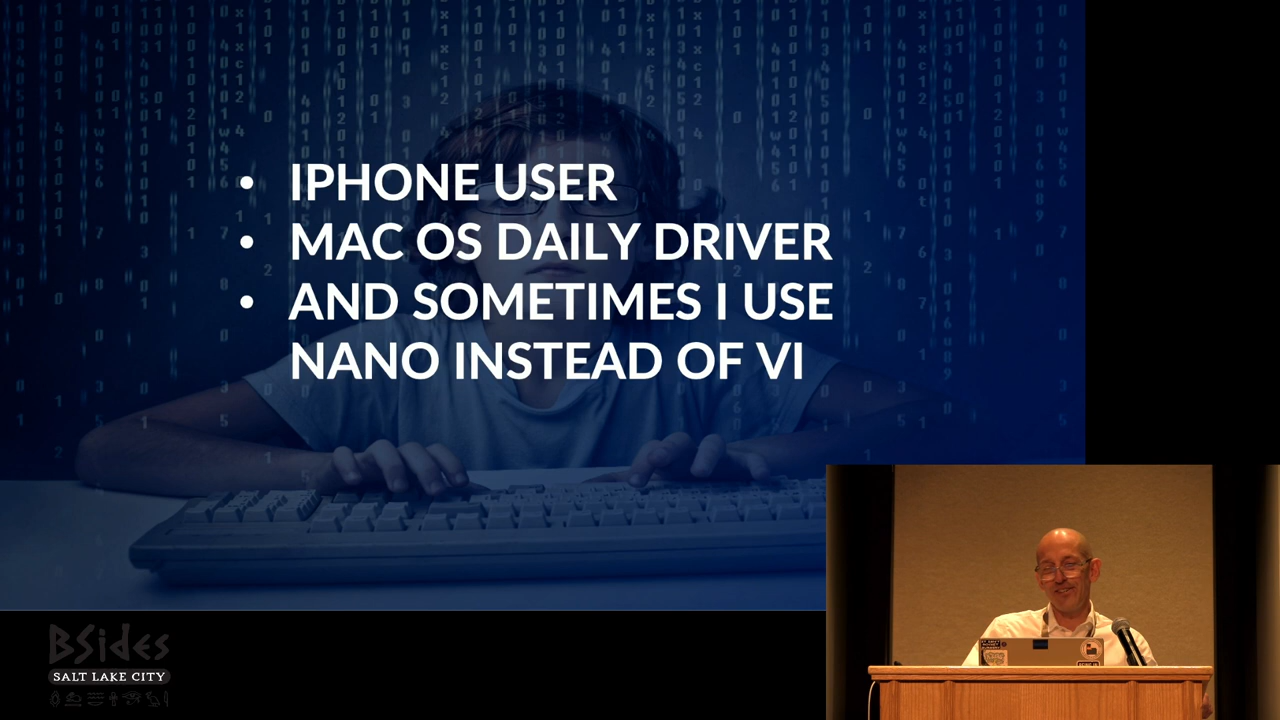 • IPHONE USER
• MAC OS DAILY DRIVER
• AND SOMETIMES I USE
NANO INSTEAD OF VI
BSides
SALT LAKE CITY